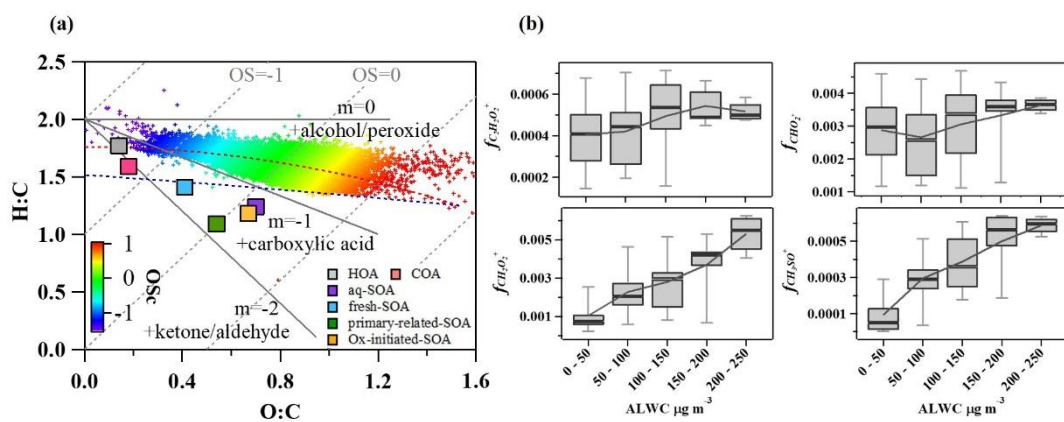 (a)
H:C
2.5
2.0
1.5
1.0
0.5
0.0
0.0 0.4 0.8 1.2 1.6
O:C
OS=-1
OS=0
m=0
+alcohol/peroxide
m=-1
+carboxylic acid
m=-2
+ketone/aldehyde
1
0
-1
OSc
HOA COA
aq-SOA
fresh-SOA
primary-related-SOA
Ox-initiated-SOA
(b)
fC₂H₂O₂⁺
0.0006
0.0004
0.0002
fCHO₂⁺
0.004
0.003
0.002
0.001
fCH₂O₂⁺
0.005
0.003
0.001
0 - 50
50 - 100
100 - 150
150 - 200
200 - 250
ALWC µg m⁻³
fCH₃SO⁺
0.0005
0.0003
0.0001
0 - 50
50 - 100
100 - 150
150 - 200
200 - 250
ALWC µg m⁻³